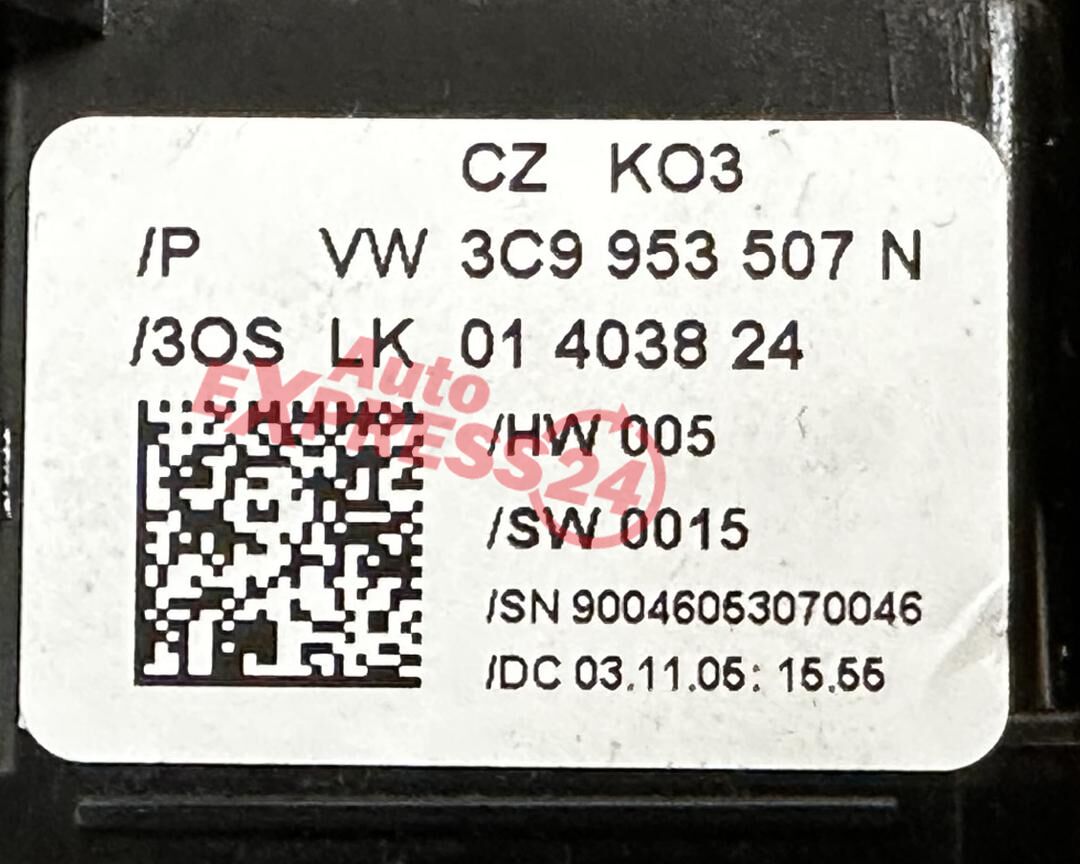 CZ KO3
/P VW 3C9 953 507 N
/3OS LK 01 4038 24
Auto
EXPRESS24
/HW 005
/SW 0015
/SN 90046053070046
/DC 03.11.05: 15.55